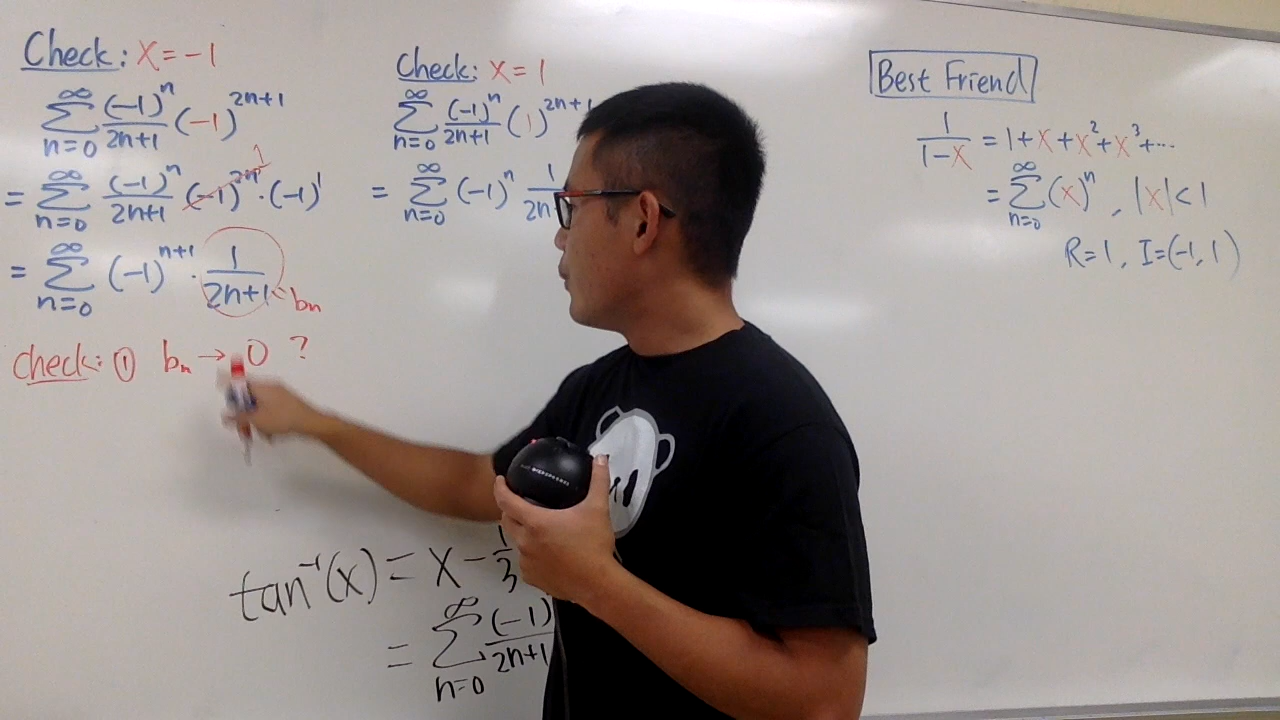 Check: x = -1
∑_{n=0}^{∞} (-1)^n/(2n+1) (-1)^{2n+1}
= ∑_{n=0}^{∞} (-1)^n/(2n+1) (-1)^{2n} · (-1)^1
1
= ∑_{n=0}^{∞} (-1)^{n+1} · 1/(2n+1)
bn
Check: ① bn → 0 ?
Check: x = 1
∑_{n=0}^{∞} (-1)^n/(2n+1) (1)^{2n+1}
= ∑_{n=0}^{∞} (-1)^n 1/2n
tan^{-1}(x) = x - 1/3
= ∑_{n=0}^{∞} (-1)/(2n+1)
Best Friend
1/(1-x) = 1+x+x^2+x^3+...
= ∑_{n=0}^{∞} (x)^n, |x|<1
R=1, I=(-1, 1)